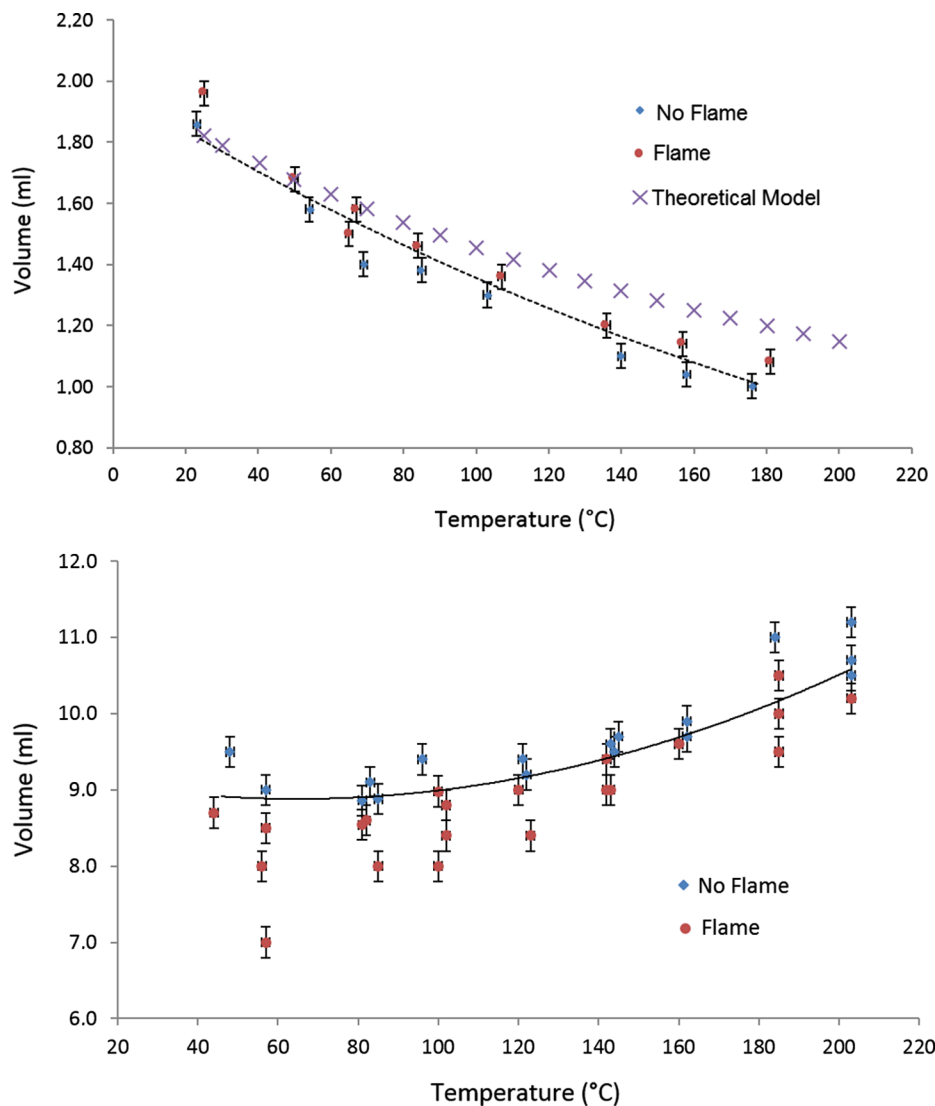 2.20
2.00
1.80
1.60
1.40
1.20
1.00
0.80
Volume (ml)
No Flame
Flame
Theoretical Model
0 20 40 60 80 100 120 140 160 180 200 220
Temperature (°C)
12.0
11.0
10.0
9.0
8.0
7.0
6.0
Volume (ml)
No Flame
Flame
20 40 60 80 100 120 140 160 180 200 220
Temperature (°C)